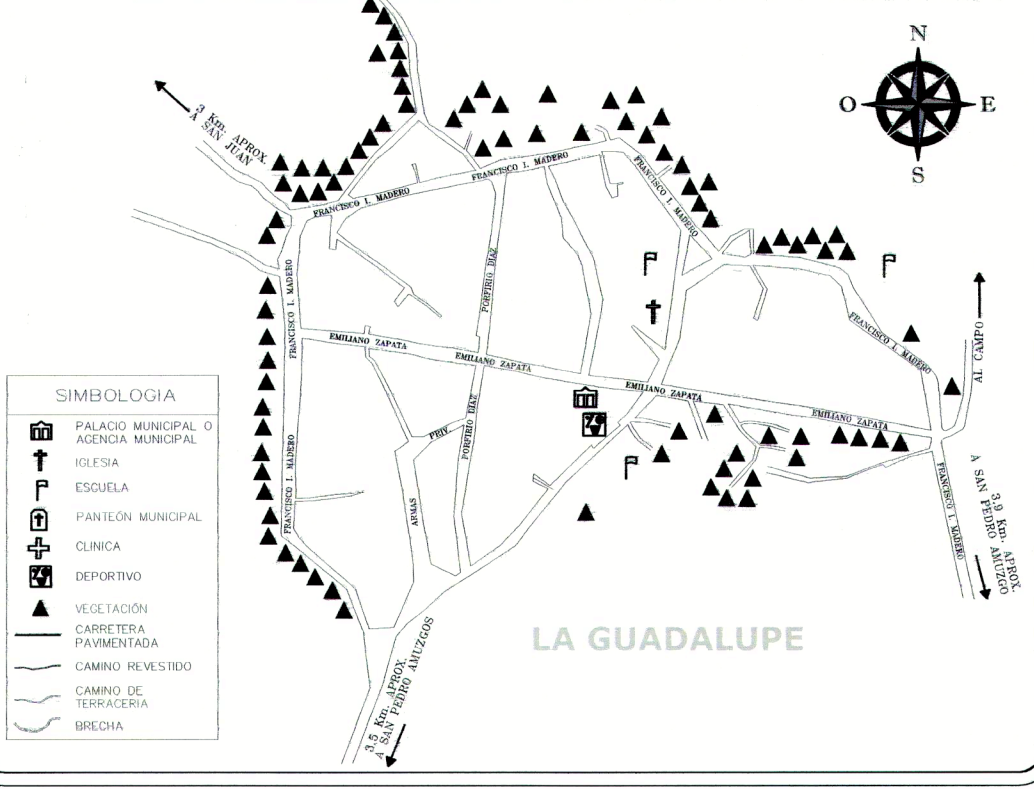 N
O
E
S
3 Km. APROX.
A SAN JUAN
FRANCISCO I. MADERO
FRANCISCO I. MADERO
FRANCISCO I. MADERO
FRANCISCO I. MADERO
PORFIRIO DIAZ
EMILIANO ZAPATA
EMILIANO ZAPATA
EMILIANO ZAPATA
EMILIANO ZAPATA
FRANCISCO I. MADERO
AL CAMPO
PRIV.
PORFIRIO DIAZ
ARMAS
FRANCISCO I. MADERO
FRANCISCO I. MADERO
3.9 Km. APROX.
A SAN PEDRO AMUZGO
LA GUADALUPE
3.5 Km. APROX.
A SAN PEDRO AMUZGOS
SIMBOLOGIA
PALACIO MUNICIPAL O
AGENCIA MUNICIPAL
IGLESIA
ESCUELA
PANTEÓN MUNICIPAL
CLINICA
DEPORTIVO
VEGETACIÓN
CARRETERA
PAVIMENTADA
CAMINO REVESTIDO
CAMINO DE
TERRACERIA
BRECHA